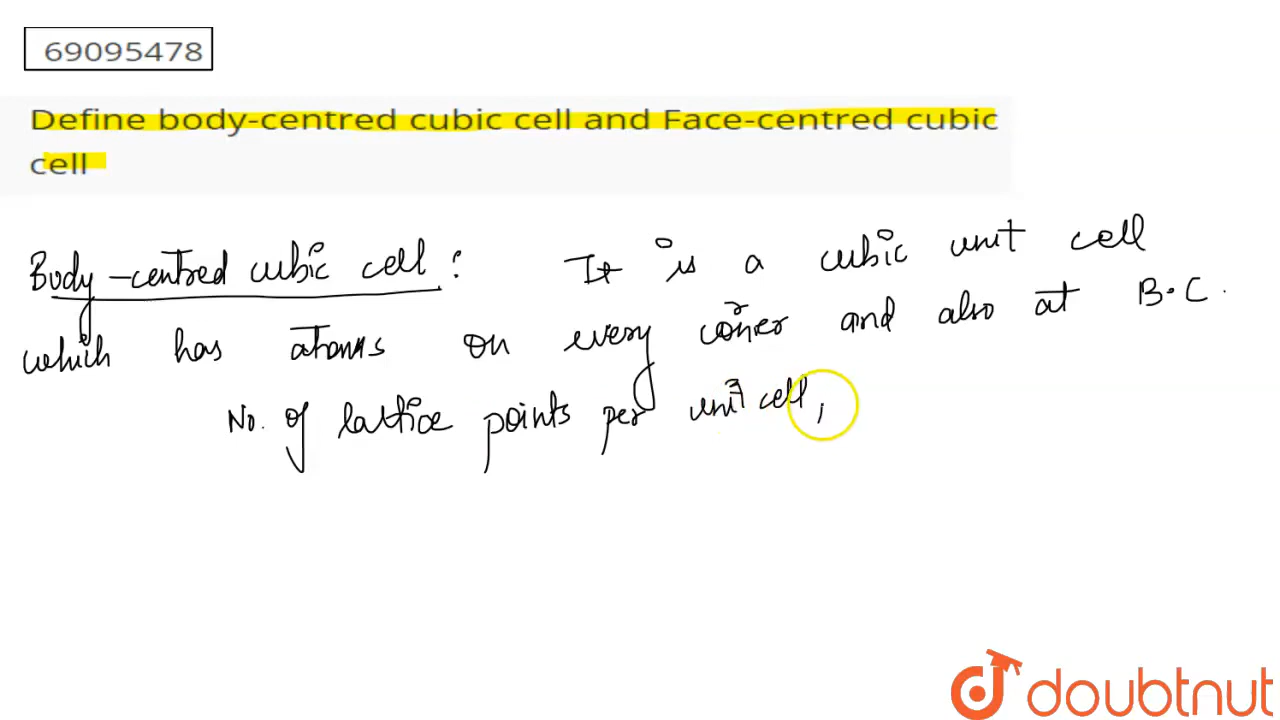 69095478
Define body-centred cubic cell and Face-centred cubic
cell
Body-centred cubic cell: It is a cubic unit cell
which has atoms on every corner and also at B.C.
No. of lattice points per unit cell,
doubtnut